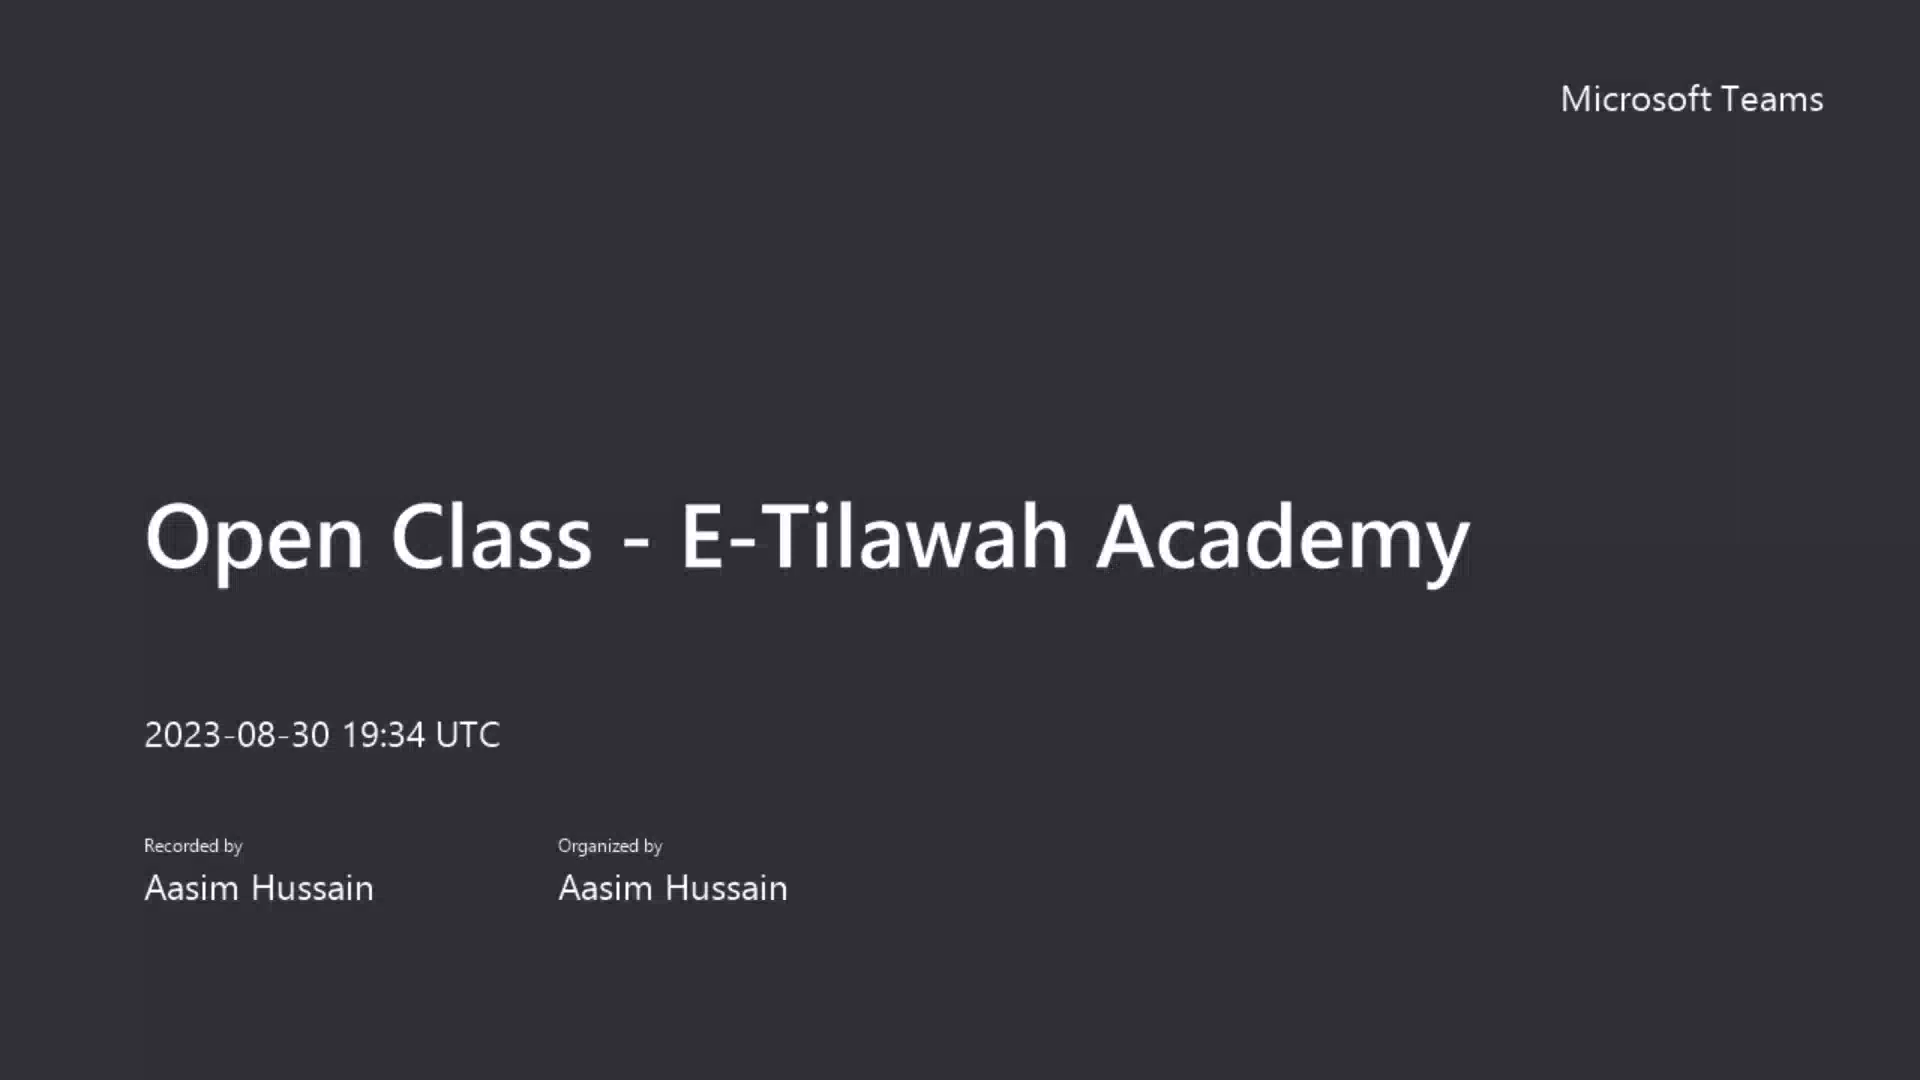 Microsoft Teams
Open Class - E-Tilawah Academy
2023-08-30 19:34 UTC
Recorded by
Aasim Hussain
Organized by
Aasim Hussain